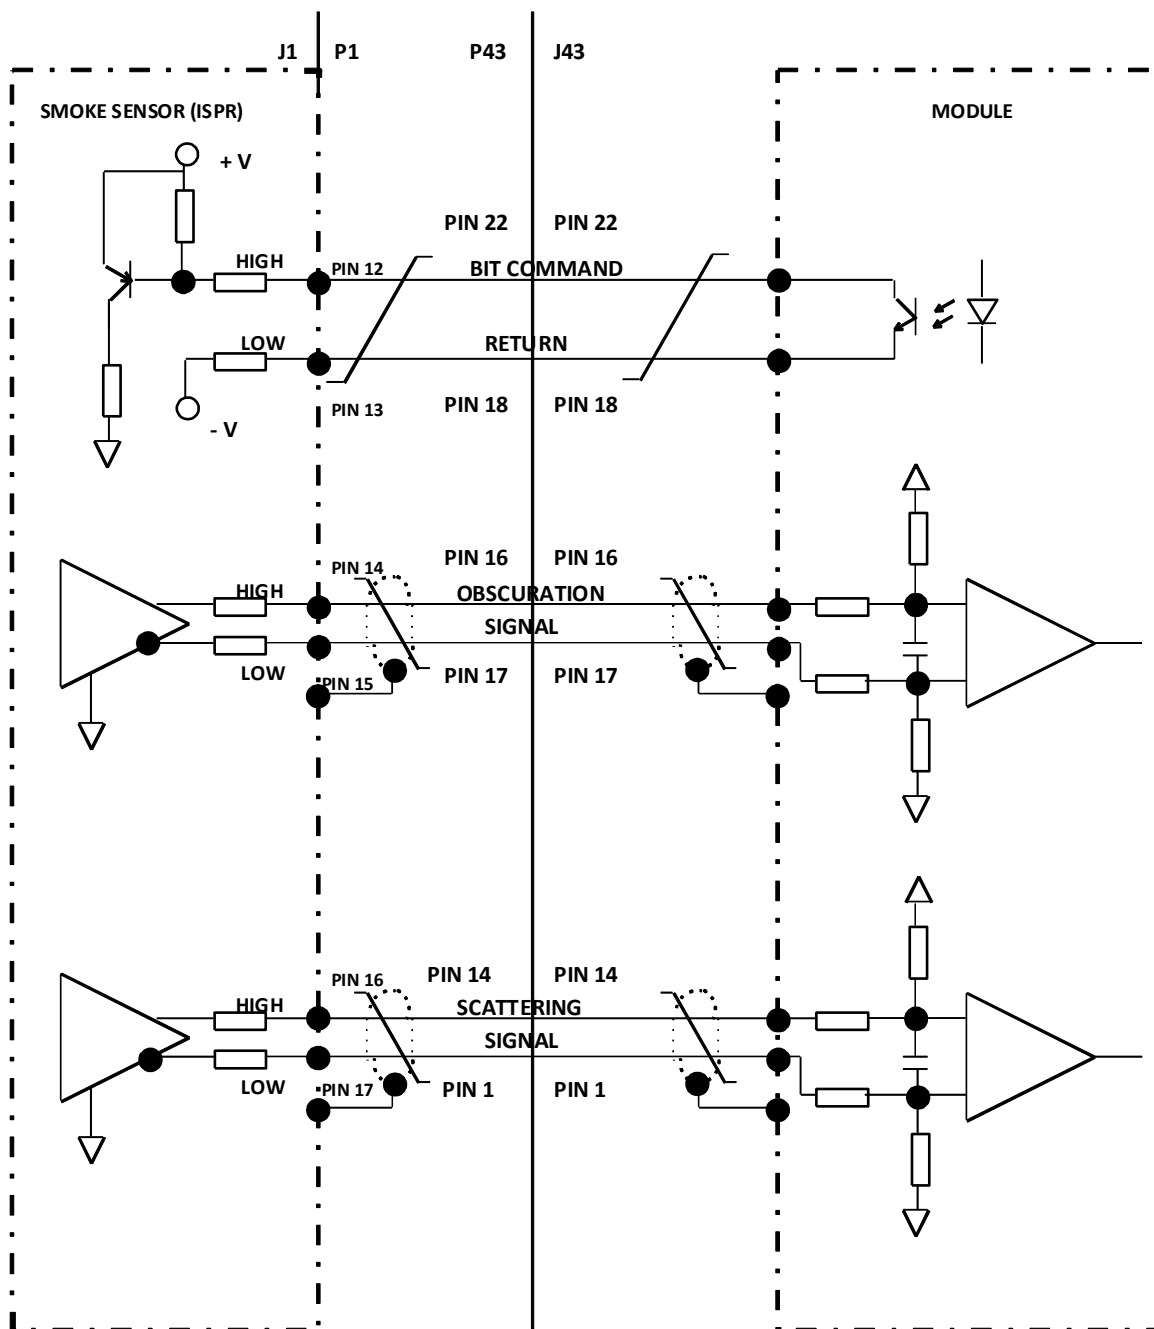 J1 P1 P43 J43
SMOKE SENSOR (ISPR)
MODULE
+ V
PIN 22 PIN 22
HIGH PIN 12 BIT COMMAND
LOW RETURN
- V PIN 13 PIN 18 PIN 18
PIN 14 PIN 16 PIN 16
HIGH OBSCURATION
SIGNAL
LOW PIN 15 PIN 17 PIN 17
PIN 16 PIN 14 PIN 14
HIGH SCATTERING
SIGNAL
LOW PIN 17 PIN 1 PIN 1